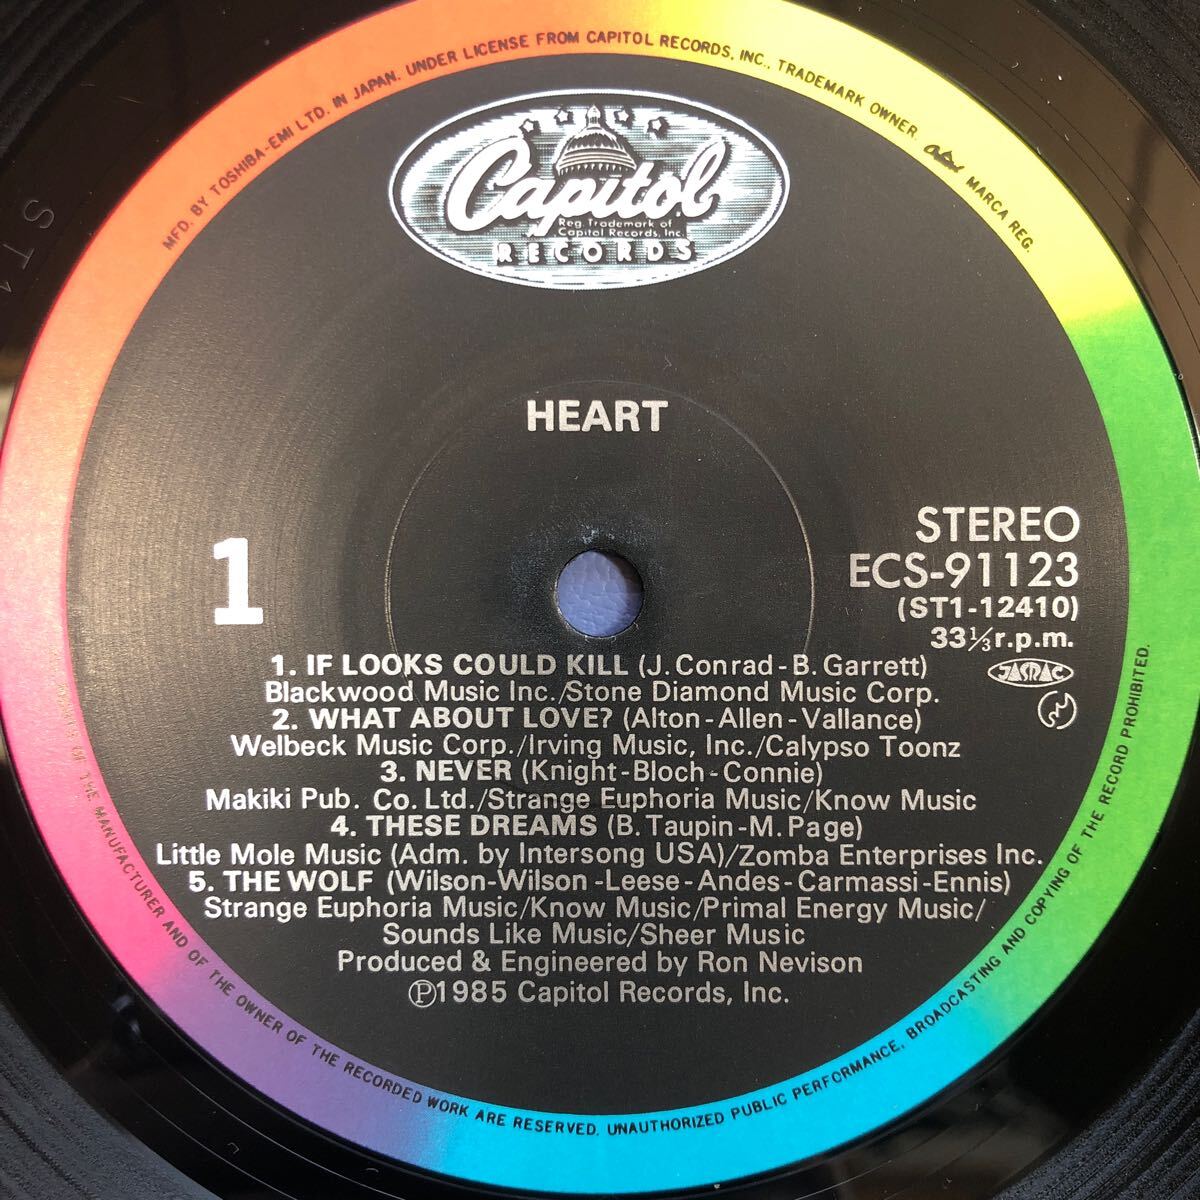 MFD. BY TOSHIBA-EMI LTD. IN JAPAN. UNDER LICENSE FROM CAPITOL RECORDS, INC., TRADEMARK OWNER. Capitol MARCA REG.
Capitol
Reg. Trademark of
Capitol Records, Inc.
RECORDS
HEART
1
STEREO
ECS-91123
(ST1-12410)
33⅓r.p.m.
JASRAC
1. IF LOOKS COULD KILL (J. Conrad-B. Garrett)
Blackwood Music Inc./Stone Diamond Music Corp.
2. WHAT ABOUT LOVE? (Alton-Allen-Vallance)
Welbeck Music Corp./Irving Music, Inc./Calypso Toonz
3. NEVER (Knight-Bloch-Connie)
Makiki Pub. Co. Ltd./Strange Euphoria Music/Know Music
4. THESE DREAMS (B. Taupin-M. Page)
Little Mole Music (Adm. by Intersong USA)/Zomba Enterprises Inc.
5. THE WOLF (Wilson-Wilson-Leese-Andes-Carmassi-Ennis)
Strange Euphoria Music/Know Music/Primal Energy Music/
Sounds Like Music/Sheer Music
Produced & Engineered by Ron Nevison
Ⓟ1985 Capitol Records, Inc.
OF THE MANUFACTURER AND OF THE OWNER OF THE RECORDED WORK ARE RESERVED. UNAUTHORIZED PUBLIC PERFORMANCE, BROADCASTING AND COPYING OF THE RECORD PROHIBITED.